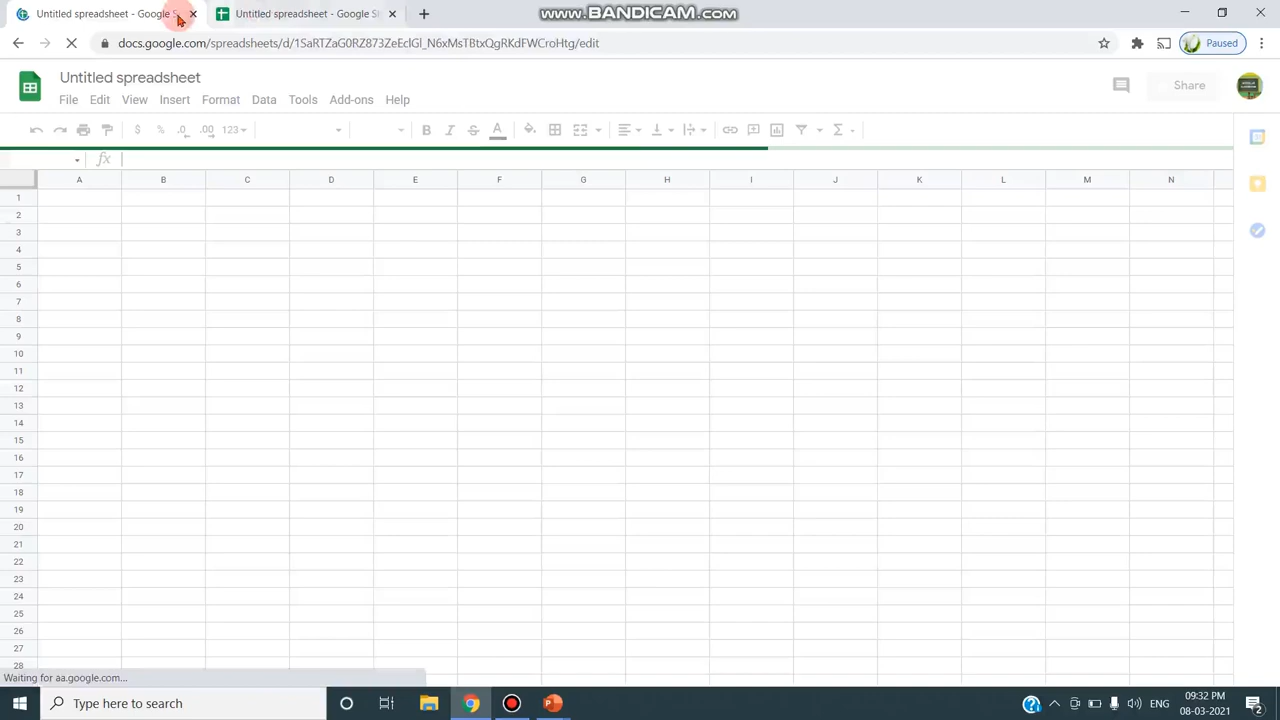 Untitled spreadsheet - Google S
Untitled spreadsheet - Google S
www.BANDICAM.com
docs.google.com/spreadsheets/d/1SaRTZaG0RZ873ZeEclGl_N6xMsTBtxQgRKdFWCroHtg/edit
Paused
Untitled spreadsheet
File Edit View Insert Format Data Tools Add-ons Help
Share
$ % .0 .00 123 B I S A
fx
A B C D E F G H I J K L M N
1
2
3
4
5
6
7
8
9
10
11
12
13
14
15
16
17
18
19
20
21
22
23
24
25
26
27
28
Waiting for aa.google.com...
Type here to search
ENG
09:32 PM
08-03-2021
2